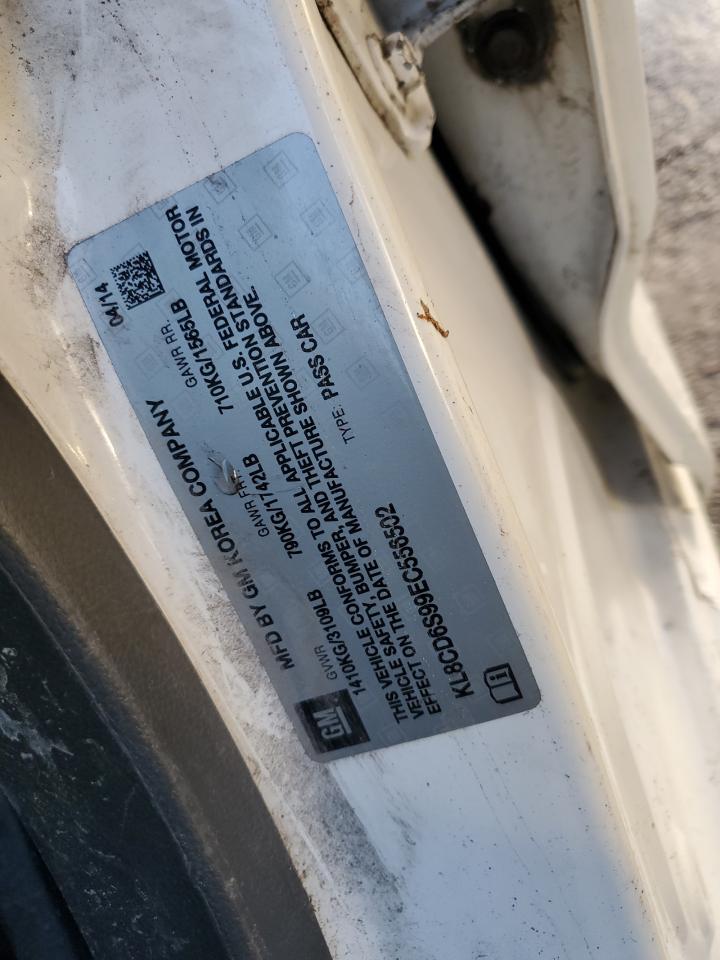 GM
MFD BY GM KOREA COMPANY 04/14
GVWR GAWR FRT. GAWR RR.
1410KG/3109LB 790KG/1742LB 710KG/1565LB
THIS VEHICLE CONFORMS TO ALL APPLICABLE U.S. FEDERAL MOTOR
VEHICLE SAFETY, BUMPER, AND THEFT PREVENTION STANDARDS IN
EFFECT ON THE DATE OF MANUFACTURE SHOWN ABOVE.
KL8CD6S99EC556502 TYPE: PASS CAR